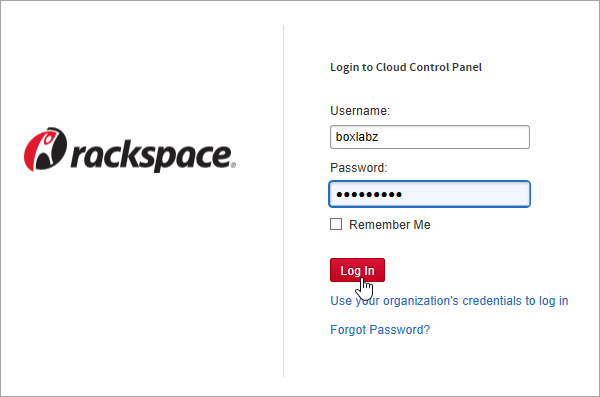 rackspace®
Login to Cloud Control Panel
Username:
boxlabz
Password:
●●●●●●●●●
Remember Me
Log In
Use your organization's credentials to log in
Forgot Password?